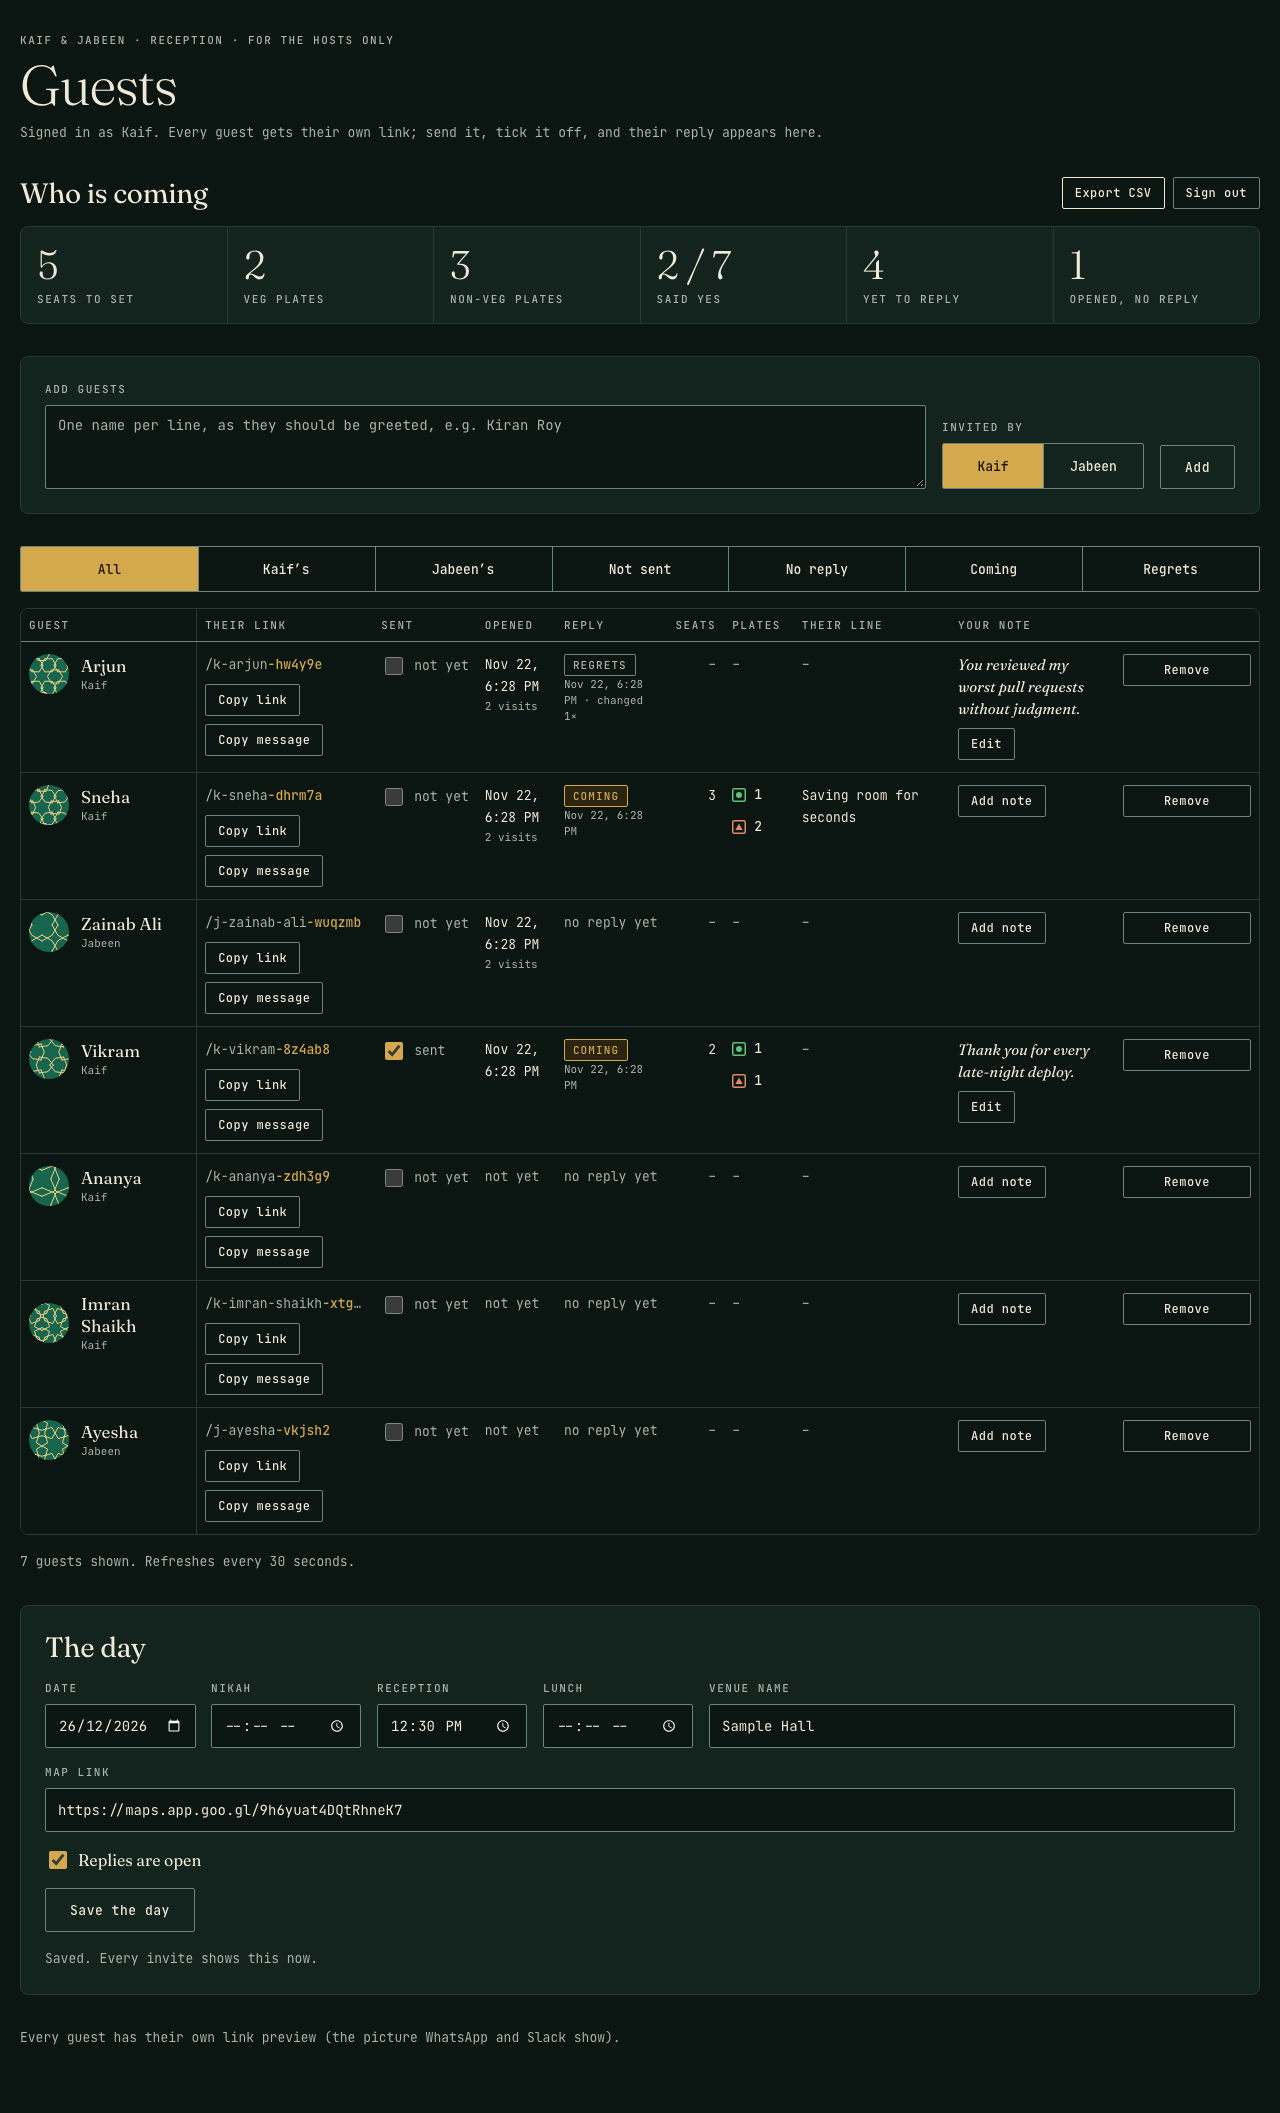 KAIF & JABEEN · RECEPTION · FOR THE HOSTS ONLY
Guests
Signed in as Kaif. Every guest gets their own link; send it, tick it off, and their reply appears here.
Who is coming
Export CSV
Sign out
5
SEATS TO SET
2
VEG PLATES
3
NON-VEG PLATES
2/7
SAID YES
4
YET TO REPLY
1
OPENED, NO REPLY
ADD GUESTS
One name per line, as they should be greeted, e.g. Kiran Roy
INVITED BY
Kaif
Jabeen
Add
All
Kaif’s
Jabeen’s
Not sent
No reply
Coming
Regrets
GUEST
THEIR LINK
SENT
OPENED
REPLY
SEATS
PLATES
THEIR LINE
YOUR NOTE
Arjun
Kaif
/k-arjun-hw4y9e
Copy link
Copy message
not yet
Nov 22,
6:28 PM
2 visits
REGRETS
Nov 22, 6:28
PM · changed
1×
–
–
–
You reviewed my
worst pull requests
without judgment.
Edit
Remove
Sneha
Kaif
/k-sneha-dhrm7a
Copy link
Copy message
not yet
Nov 22,
6:28 PM
2 visits
COMING
Nov 22, 6:28
PM
3
1
2
Saving room for
seconds
Add note
Remove
Zainab Ali
Jabeen
/j-zainab-ali-wuqzmb
Copy link
Copy message
not yet
Nov 22,
6:28 PM
2 visits
no reply yet
–
–
–
Add note
Remove
Vikram
Kaif
/k-vikram-8z4ab8
Copy link
Copy message
sent
Nov 22,
6:28 PM
COMING
Nov 22, 6:28
PM
2
1
1
–
Thank you for every
late-night deploy.
Edit
Remove
Ananya
Kaif
/k-ananya-zdh3g9
Copy link
Copy message
not yet
not yet
no reply yet
–
–
–
Add note
Remove
Imran
Shaikh
Kaif
/k-imran-shaikh-xtg…
Copy link
Copy message
not yet
not yet
no reply yet
–
–
–
Add note
Remove
Ayesha
Jabeen
/j-ayesha-vkjsh2
Copy link
Copy message
not yet
not yet
no reply yet
–
–
–
Add note
Remove
7 guests shown. Refreshes every 30 seconds.
The day
DATE
26/12/2026
NIKAH
--:-- --
RECEPTION
12:30 PM
LUNCH
--:-- --
VENUE NAME
Sample Hall
MAP LINK
https://maps.app.goo.gl/9h6yuat4DQtRhneK7
Replies are open
Save the day
Saved. Every invite shows this now.
Every guest has their own link preview (the picture WhatsApp and Slack show).